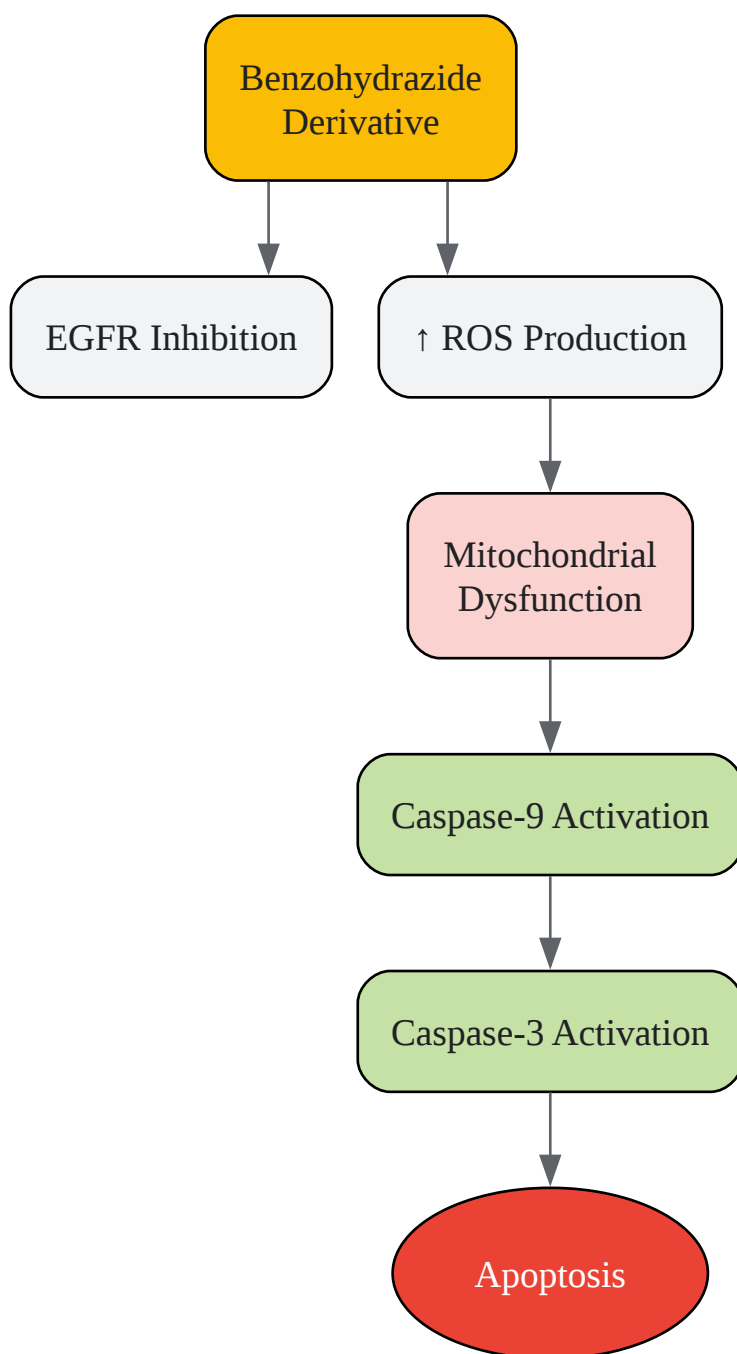 Benzohydrazide
Derivative
EGFR Inhibition
↑ ROS Production
Mitochondrial
Dysfunction
Caspase-9 Activation
Caspase-3 Activation
Apoptosis